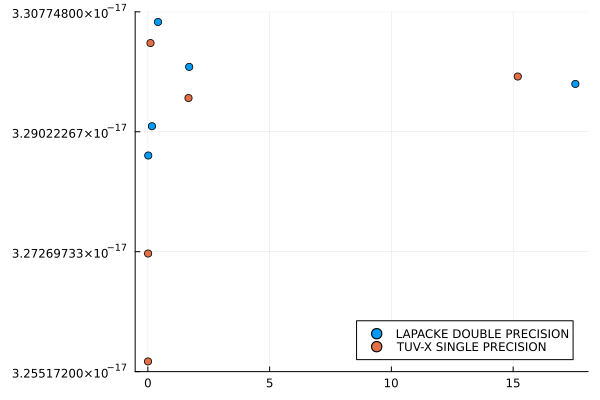 3.30774800×10⁻¹⁷
3.29022267×10⁻¹⁷
3.27269733×10⁻¹⁷
3.25517200×10⁻¹⁷
0 5 10 15
LAPACKE DOUBLE PRECISION
TUV-X SINGLE PRECISION